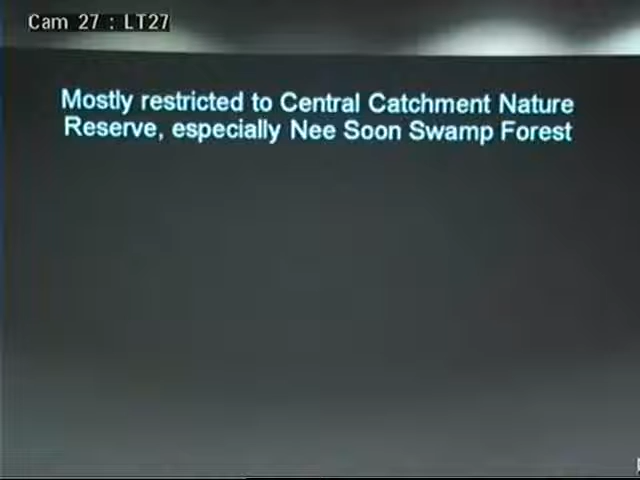 Cam 27 : LT27
Mostly restricted to Central Catchment Nature
Reserve, especially Nee Soon Swamp Forest